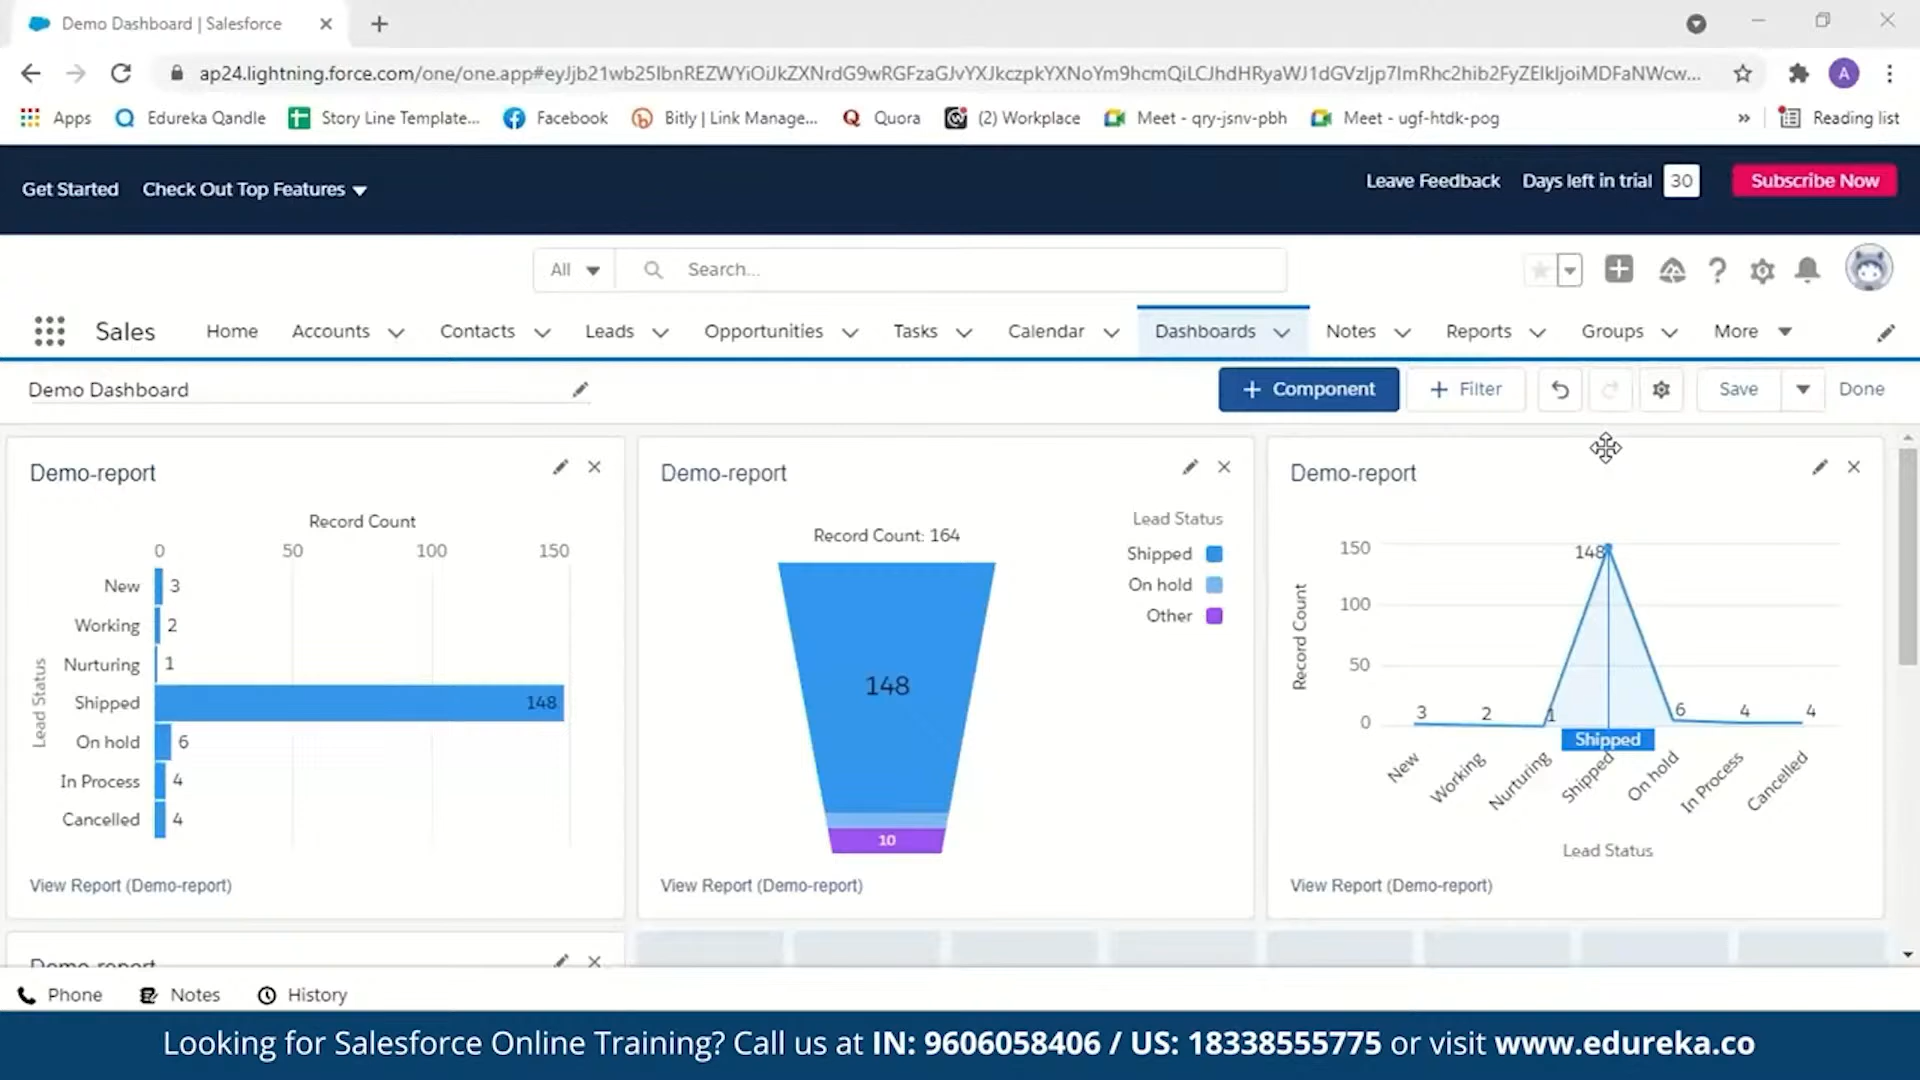 Demo Dashboard | Salesforce
Apps Edureka Qandle Story Line Template... Facebook Bitly | Link Manage... Quora (2) Workplace Meet - qry-jsnv-pbh Meet - ugf-htdk-pog » Reading list
Get Started Check Out Top Features Leave Feedback Days left in trial 30 Subscribe Now
All Search...
Sales Home Accounts Contacts Leads Opportunities Tasks Calendar Dashboards Notes Reports Groups More
Demo Dashboard + Component + Filter Save Done
Demo-report
Record Count
0 50 100 150
Lead Status
New 3
Working 2
Nurturing 1
Shipped 148
On hold 6
In Process 4
Cancelled 4
View Report (Demo-report)
Demo-report
Record Count: 164
Lead Status
Shipped
On hold
Other
148
10
View Report (Demo-report)
Demo-report
Record Count
150
100
50
0
148
3 2 1 6 4 4
Shipped
New Working Nurturing Shipped On hold In Process Cancelled
Lead Status
View Report (Demo-report)
Demo-report
Phone Notes History
Looking for Salesforce Online Training? Call us at IN: 9606058406 / US: 18338555775 or visit www.edureka.co